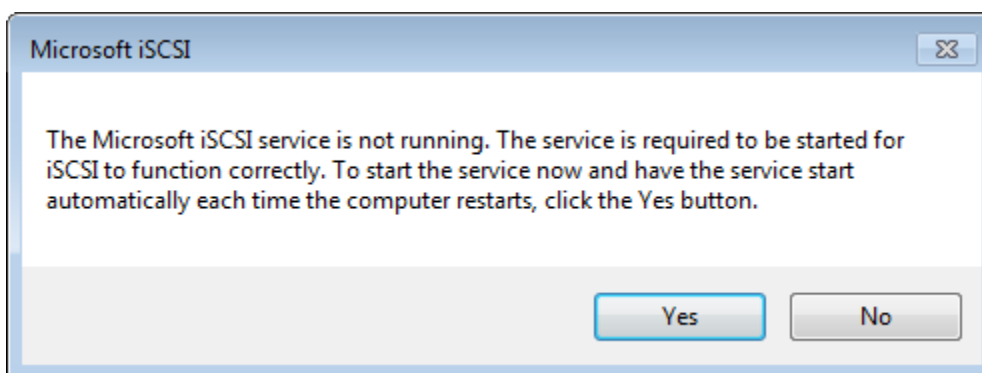 Microsoft iSCSI
The Microsoft iSCSI service is not running. The service is required to be started for
iSCSI to function correctly. To start the service now and have the service start
automatically each time the computer restarts, click the Yes button.
Yes
No